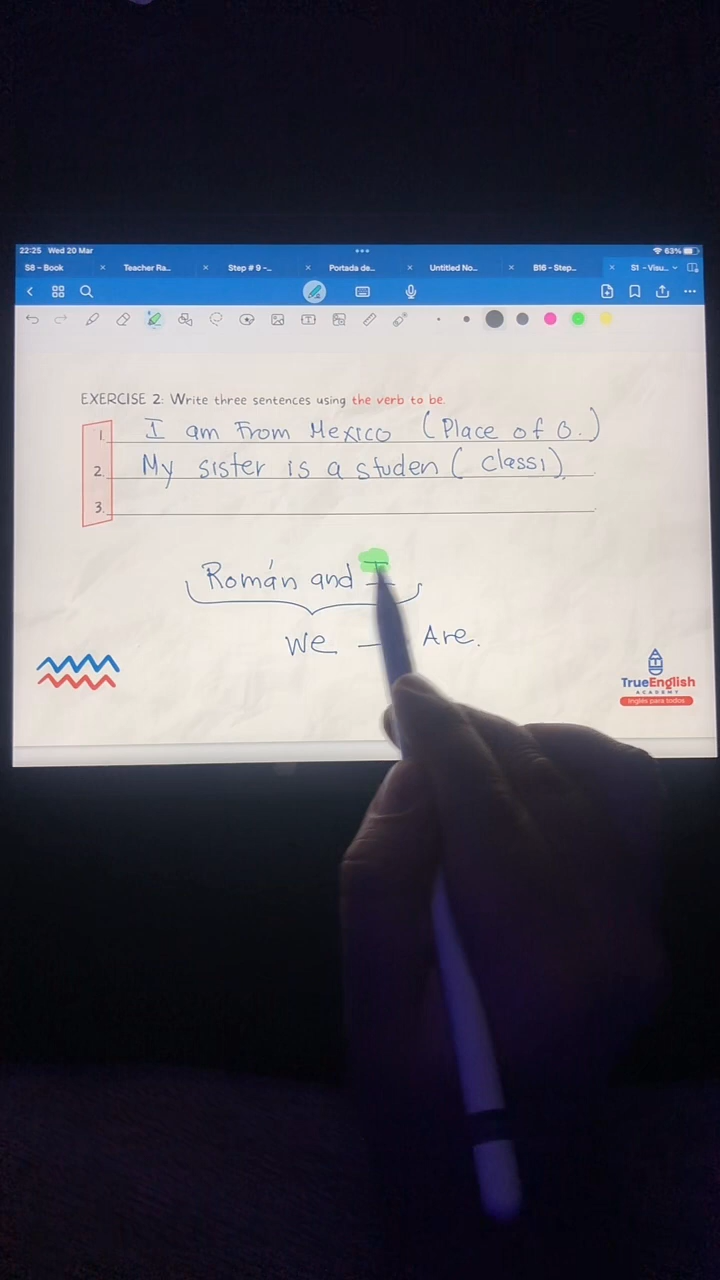 22:25 Wed 20 Mar
63%
S8 – Book
Teacher Ra...
Step # 9 -...
Portada de...
Untitled No...
B16 - Step...
S1 - Visu...
EXERCISE 2: Write three sentences using the verb to be.
1. I am From Mexico (Place of O.)
2. My sister is a studen ( Classi)
3.
Román and I
We — Are.
TrueEnglish
ACADEMY
Inglés para todos